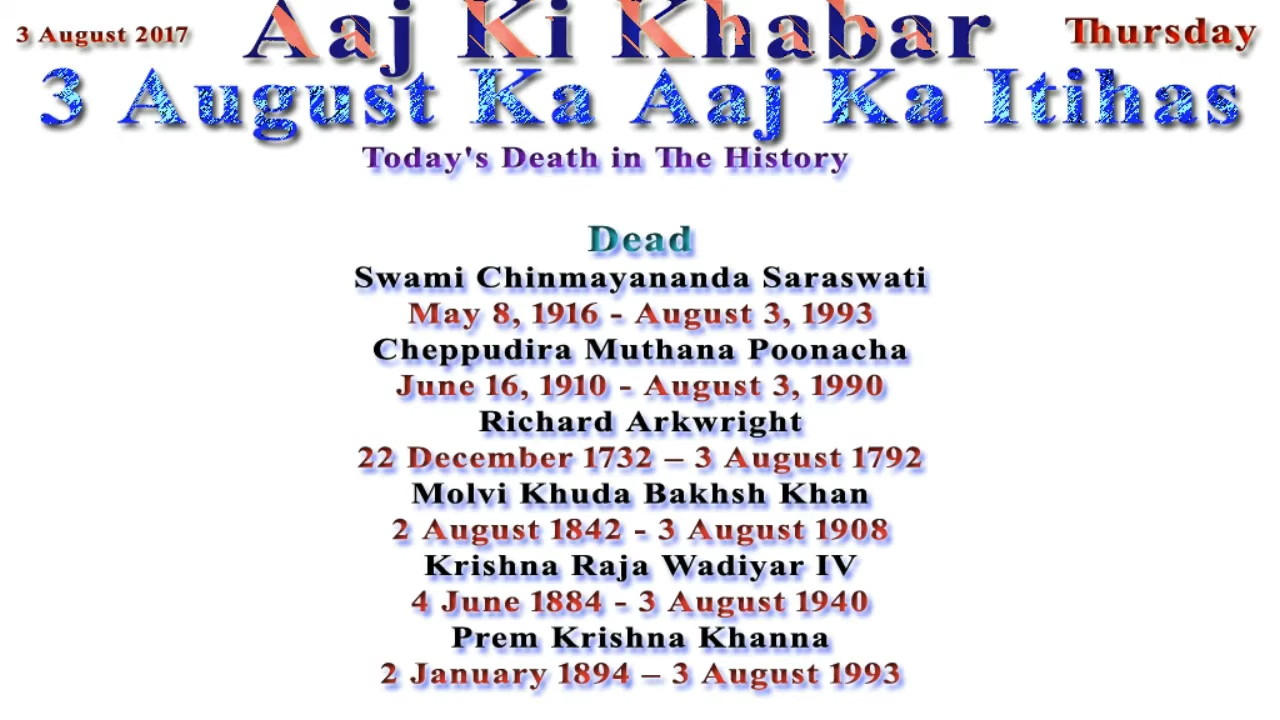 3 August 2017
Aaj Ki Khabar
Thursday
3 August Ka Aaj Ka Itihas
Today's Death in The History
Dead
Swami Chinmayananda Saraswati
May 8, 1916 - August 3, 1993
Cheppudira Muthana Poonacha
June 16, 1910 - August 3, 1990
Richard Arkwright
22 December 1732 – 3 August 1792
Molvi Khuda Bakhsh Khan
2 August 1842 - 3 August 1908
Krishna Raja Wadiyar IV
4 June 1884 - 3 August 1940
Prem Krishna Khanna
2 January 1894 – 3 August 1993